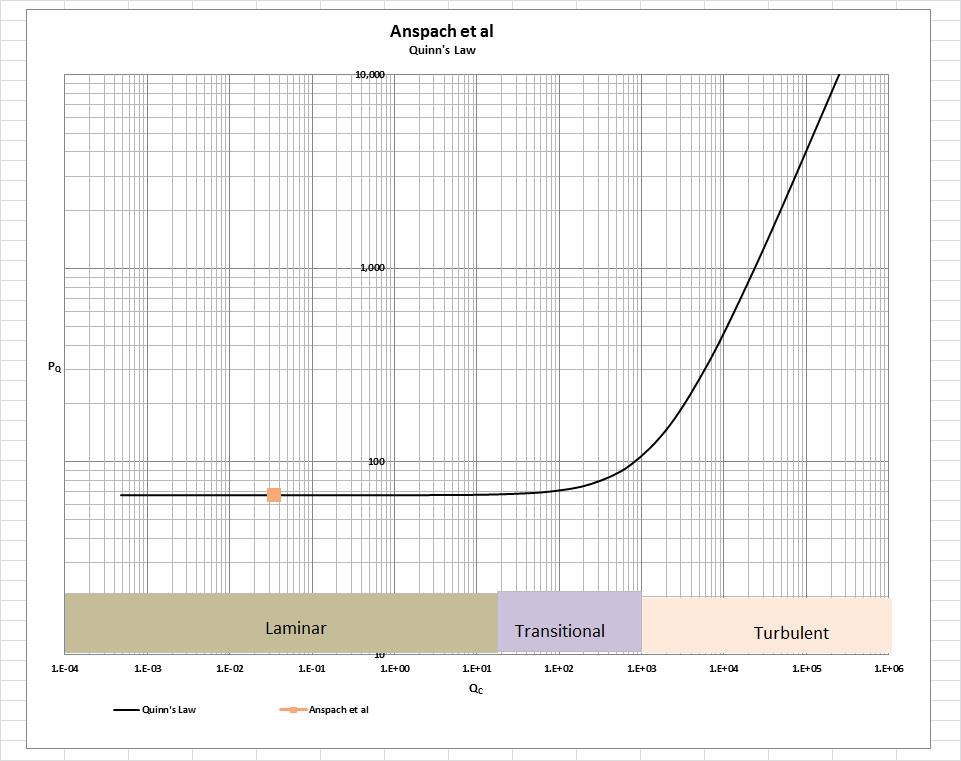 Anspach et al
Quinn's Law
10,000
1,000
P_Q
100
Laminar
Transitional
Turbulent
10
1.E-04 1.E-03 1.E-02 1.E-01 1.E+00 1.E+01 1.E+02 1.E+03 1.E+04 1.E+05 1.E+06
Q_C
Quinn's Law Anspach et al